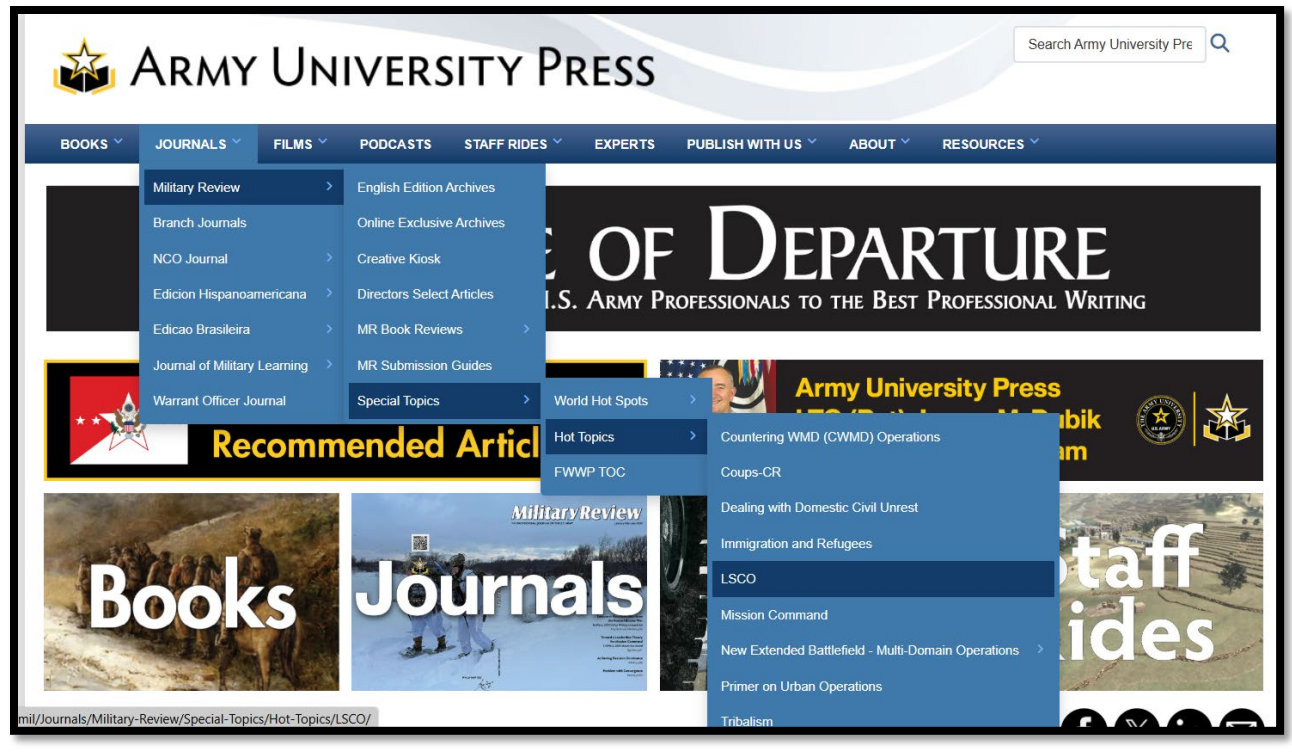 ARMY UNIVERSITY PRESS
Search Army University Pre
BOOKS JOURNALS FILMS PODCASTS STAFF RIDES EXPERTS PUBLISH WITH US ABOUT RESOURCES
Military Review
Branch Journals
NCO Journal
Edicion Hispanoamericana
Edicao Brasileira
Journal of Military Learning
Warrant Officer Journal
English Edition Archives
Online Exclusive Archives
Creative Kiosk
Directors Select Articles
MR Book Reviews
MR Submission Guides
Special Topics
World Hot Spots
Hot Topics
FWWP TOC
Countering WMD (CWMD) Operations
Coups-CR
Dealing with Domestic Civil Unrest
Immigration and Refugees
LSCO
Mission Command
New Extended Battlefield - Multi-Domain Operations
Primer on Urban Operations
Tribalism
OF DEPARTURE
.S. ARMY PROFESSIONALS TO THE BEST PROFESSIONAL WRITING
Recommended Articl
Army University Press
bik
am
Books
Military Review
Journals
taff
ides
mil/Journals/Military-Review/Special-Topics/Hot-Topics/LSCO/